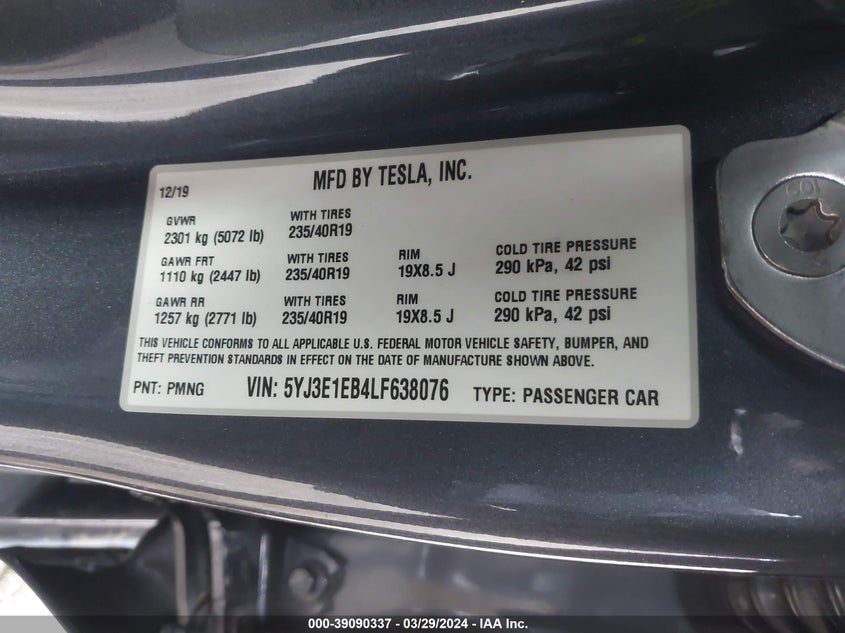 12/19
MFD BY TESLA, INC.
GVWR
2301 kg (5072 lb)
WITH TIRES
235/40R19
GAWR FRT
1110 kg (2447 lb)
WITH TIRES
235/40R19
RIM
19X8.5 J
COLD TIRE PRESSURE
290 kPa, 42 psi
GAWR RR
1257 kg (2771 lb)
WITH TIRES
235/40R19
RIM
19X8.5 J
COLD TIRE PRESSURE
290 kPa, 42 psi
THIS VEHICLE CONFORMS TO ALL APPLICABLE U.S. FEDERAL MOTOR VEHICLE SAFETY, BUMPER, AND
THEFT PREVENTION STANDARDS IN EFFECT ON THE DATE OF MANUFACTURE SHOWN ABOVE.
PNT: PMNG
VIN: 5YJ3E1EB4LF638076
TYPE: PASSENGER CAR
000-39090337 / 03/29/2024 - IAA Inc.